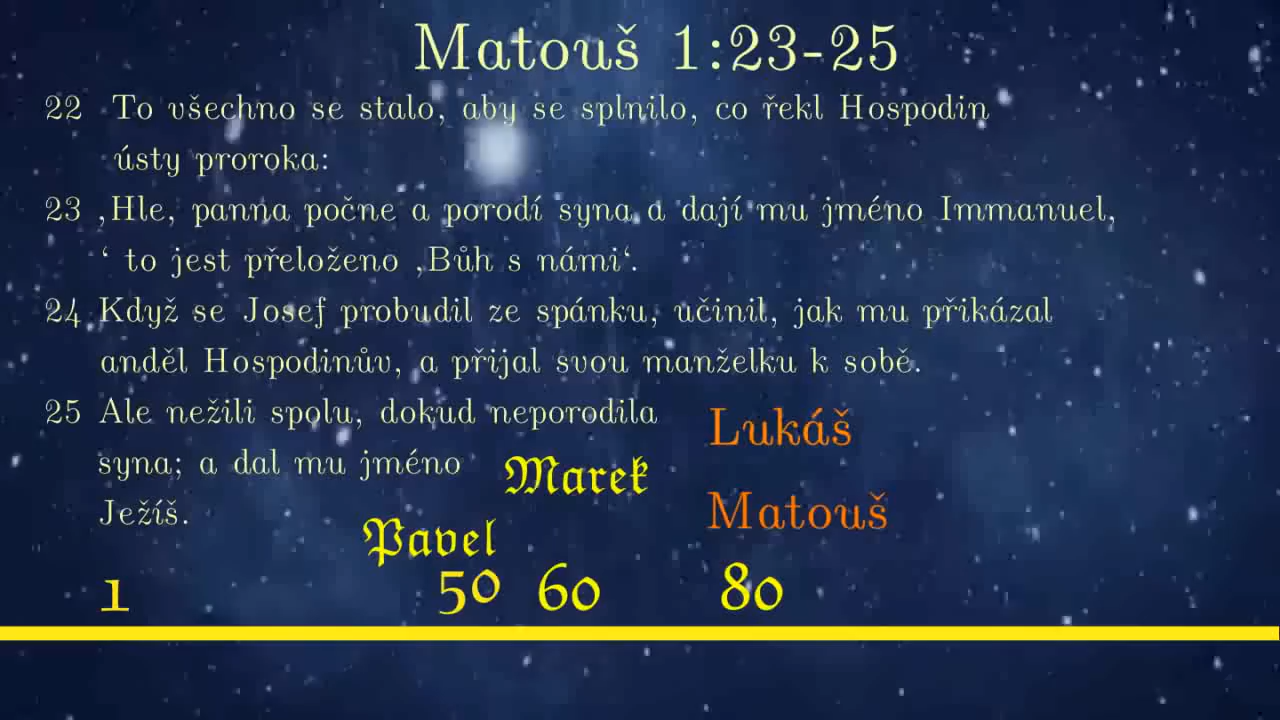 Matouš 1:23-25
22 To všechno se stalo, aby se splnilo, co řekl Hospodin
ústy proroka:
23 ‚Hle, panna počne a porodí syna a dají mu jméno Immanuel,
‘ to jest přeloženo ‚Bůh s námi‘.
24 Když se Josef probudil ze spánku, učinil, jak mu přikázal
anděl Hospodinův, a přijal svou manželku k sobě.
25 Ale nežili spolu, dokud neporodila
syna; a dal mu jméno
Ježíš.
Lukáš
Marek
Matouš
Pavel
1 50 60 80